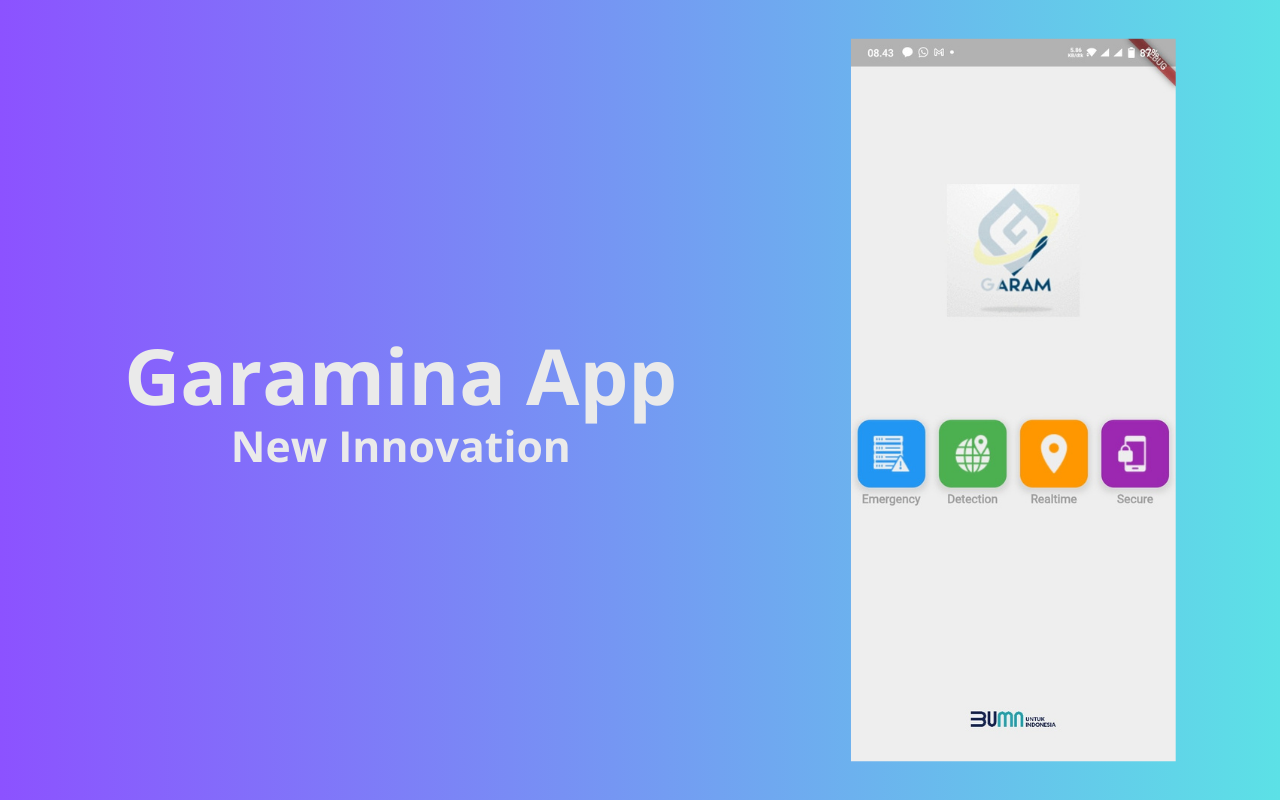 Garamina App
New Innovation
08.43
87%
DEBUG
GARAM
Emergency
Detection
Realtime
Secure
BUMN UNTUK
INDONESIA